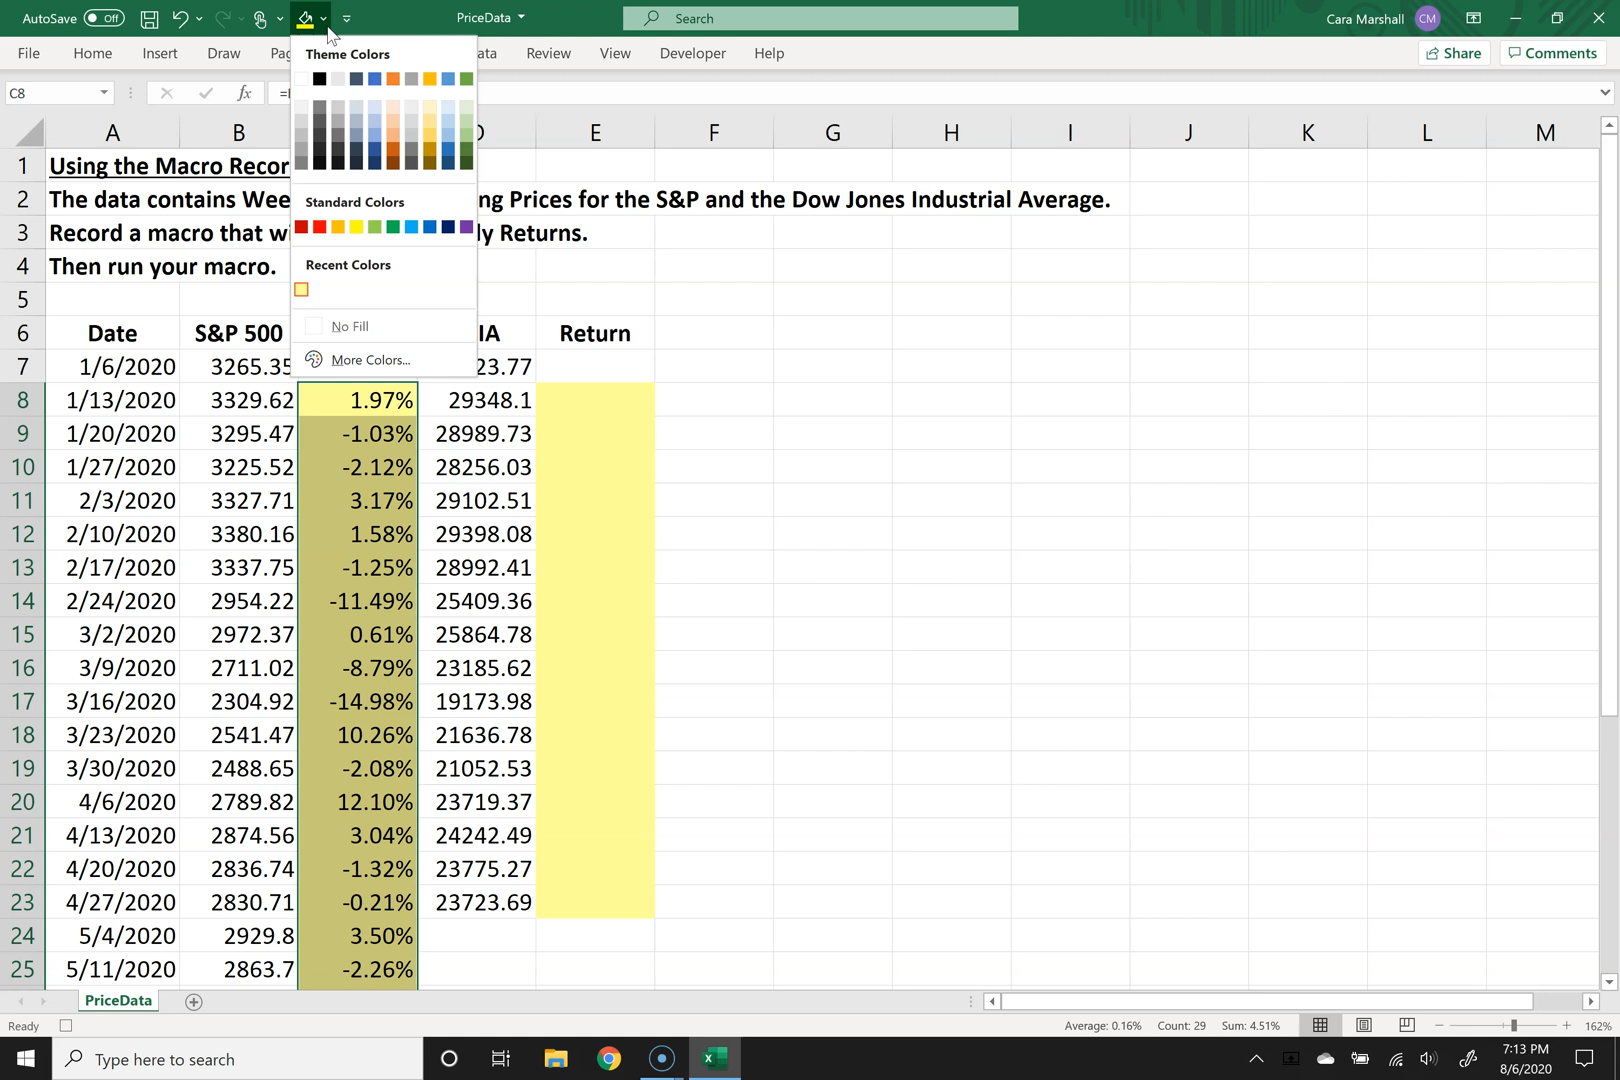 AutoSave Off PriceData Search Cara Marshall CM
File Home Insert Draw Pag ata Review View Developer Help Share Comments
C8 fx =
Theme Colors
Standard Colors
Recent Colors
No Fill
More Colors...
A B D E F G H I J K L M
1 Using the Macro Recor
2 The data contains Wee ng Prices for the S&P and the Dow Jones Industrial Average.
3 Record a macro that wi ly Returns.
4 Then run your macro.
5
6 Date S&P 500 IA Return
7 1/6/2020 3265.35 23.77
8 1/13/2020 3329.62 1.97% 29348.1
9 1/20/2020 3295.47 -1.03% 28989.73
10 1/27/2020 3225.52 -2.12% 28256.03
11 2/3/2020 3327.71 3.17% 29102.51
12 2/10/2020 3380.16 1.58% 29398.08
13 2/17/2020 3337.75 -1.25% 28992.41
14 2/24/2020 2954.22 -11.49% 25409.36
15 3/2/2020 2972.37 0.61% 25864.78
16 3/9/2020 2711.02 -8.79% 23185.62
17 3/16/2020 2304.92 -14.98% 19173.98
18 3/23/2020 2541.47 10.26% 21636.78
19 3/30/2020 2488.65 -2.08% 21052.53
20 4/6/2020 2789.82 12.10% 23719.37
21 4/13/2020 2874.56 3.04% 24242.49
22 4/20/2020 2836.74 -1.32% 23775.27
23 4/27/2020 2830.71 -0.21% 23723.69
24 5/4/2020 2929.8 3.50%
25 5/11/2020 2863.7 -2.26%
PriceData
Ready Average: 0.16% Count: 29 Sum: 4.51% 162%
Type here to search
7:13 PM
8/6/2020